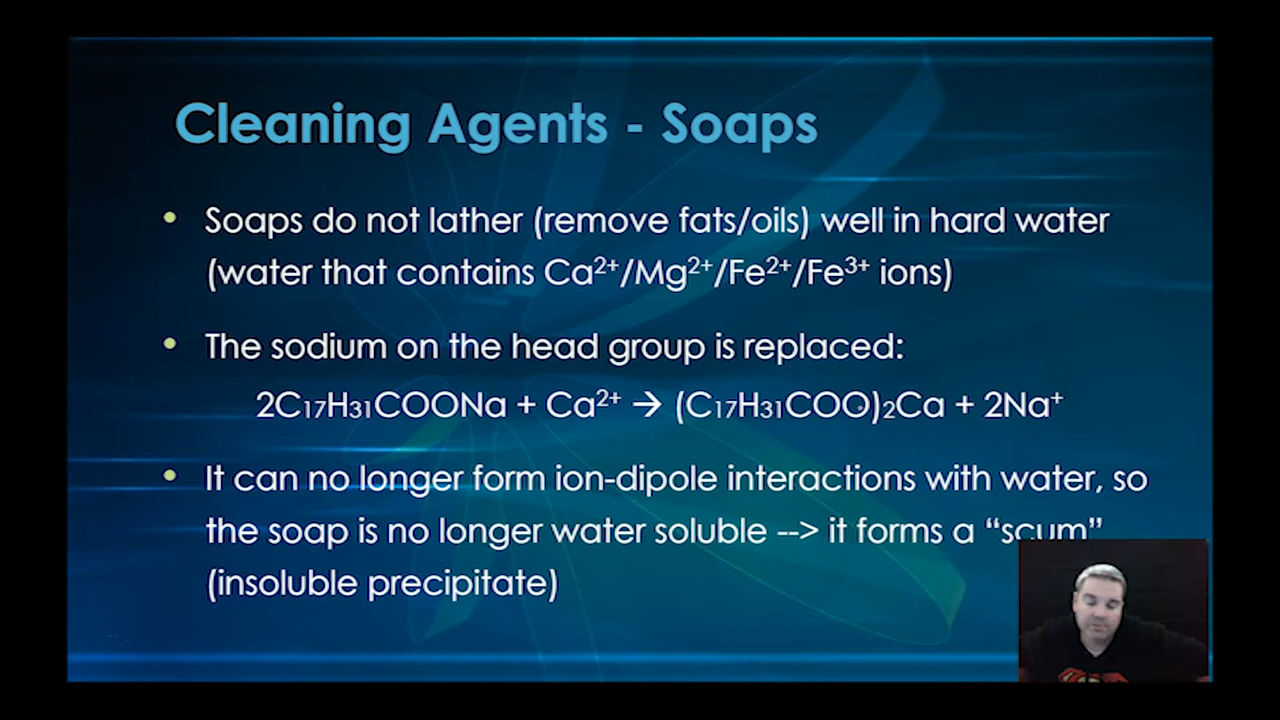 Cleaning Agents - Soaps
• Soaps do not lather (remove fats/oils) well in hard water
(water that contains Ca²⁺/Mg²⁺/Fe²⁺/Fe³⁺ ions)
• The sodium on the head group is replaced:
2C₁₇H₃₁COONa + Ca²⁺ → (C₁₇H₃₁COO)₂Ca + 2Na⁺
• It can no longer form ion-dipole interactions with water, so
the soap is no longer water soluble --> it forms a “scum”
(insoluble precipitate)